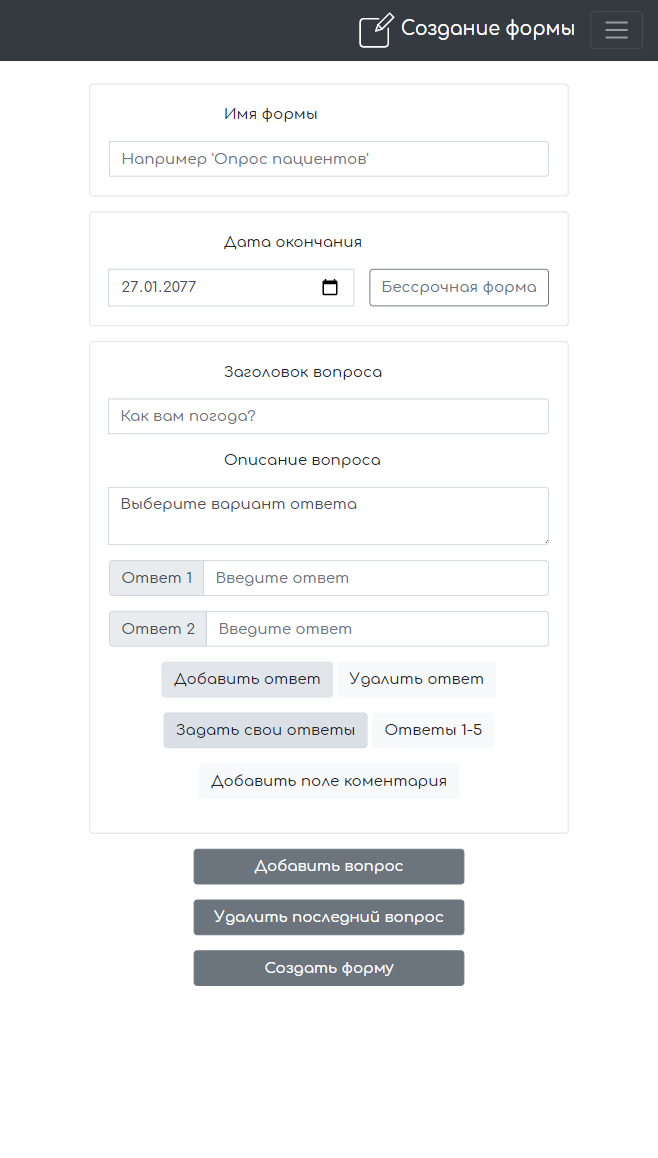 Создание формы
Имя формы
Например 'Опрос пациентов'
Дата окончания
27.01.2077
Бессрочная форма
Заголовок вопроса
Как вам погода?
Описание вопроса
Выберите вариант ответа
Ответ 1 Введите ответ
Ответ 2 Введите ответ
Добавить ответ Удалить ответ
Задать свои ответы Ответы 1-5
Добавить поле коментария
Добавить вопрос
Удалить последний вопрос
Создать форму